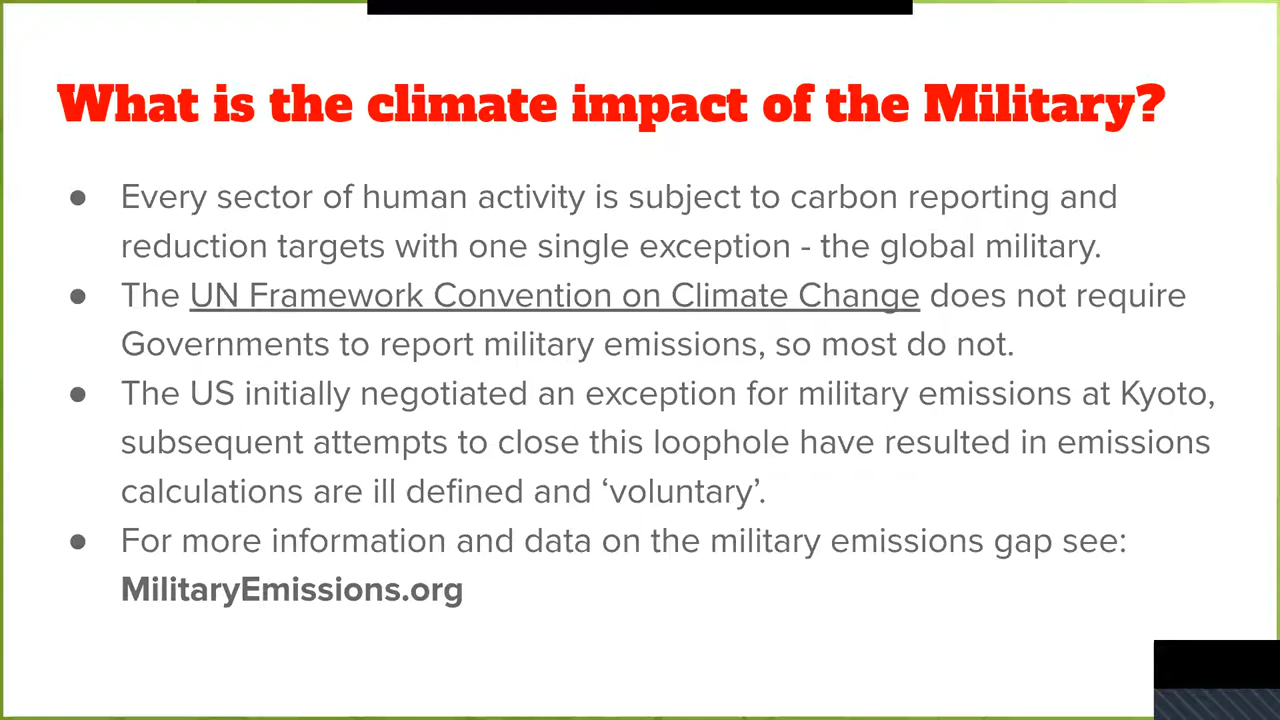 What is the climate impact of the Military?
● Every sector of human activity is subject to carbon reporting and
reduction targets with one single exception - the global military.
● The UN Framework Convention on Climate Change does not require
Governments to report military emissions, so most do not.
● The US initially negotiated an exception for military emissions at Kyoto,
subsequent attempts to close this loophole have resulted in emissions
calculations are ill defined and ‘voluntary’.
● For more information and data on the military emissions gap see:
MilitaryEmissions.org